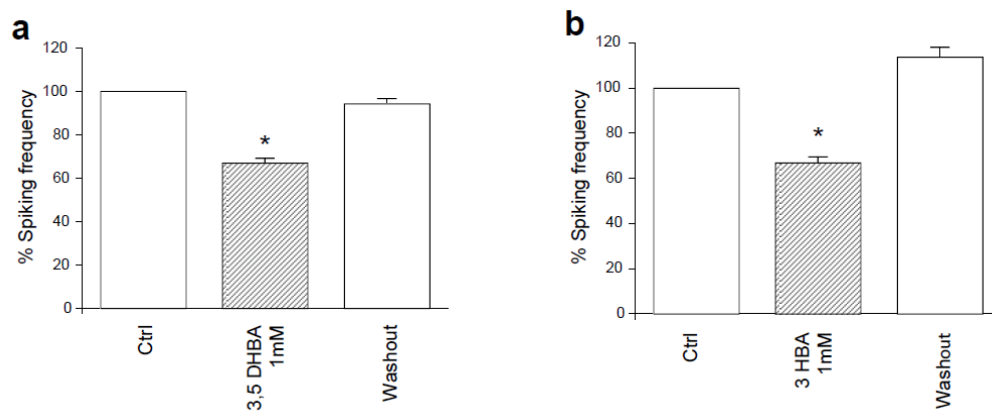 a
% Spiking frequency
120
100
80
60
40
20
0
*
Ctrl
3,5 DHBA
1mM
Washout
b
% Spiking frequency
120
100
80
60
40
20
0
*
Ctrl
3 HBA
1mM
Washout